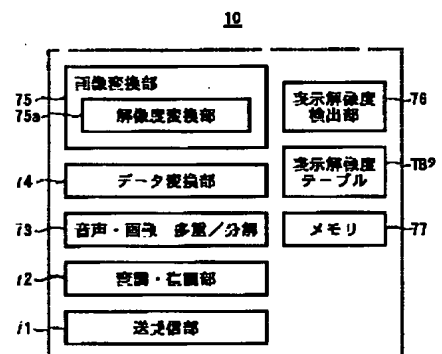 10
画像変換部
75
75a
解像度変換部
表示解像度
検出部
76
74
データ変換部
表示解像度
テーブル
TB9
73
音声・画像 多重／分解
メモリ
77
72
変調・復調部
71
送受信部